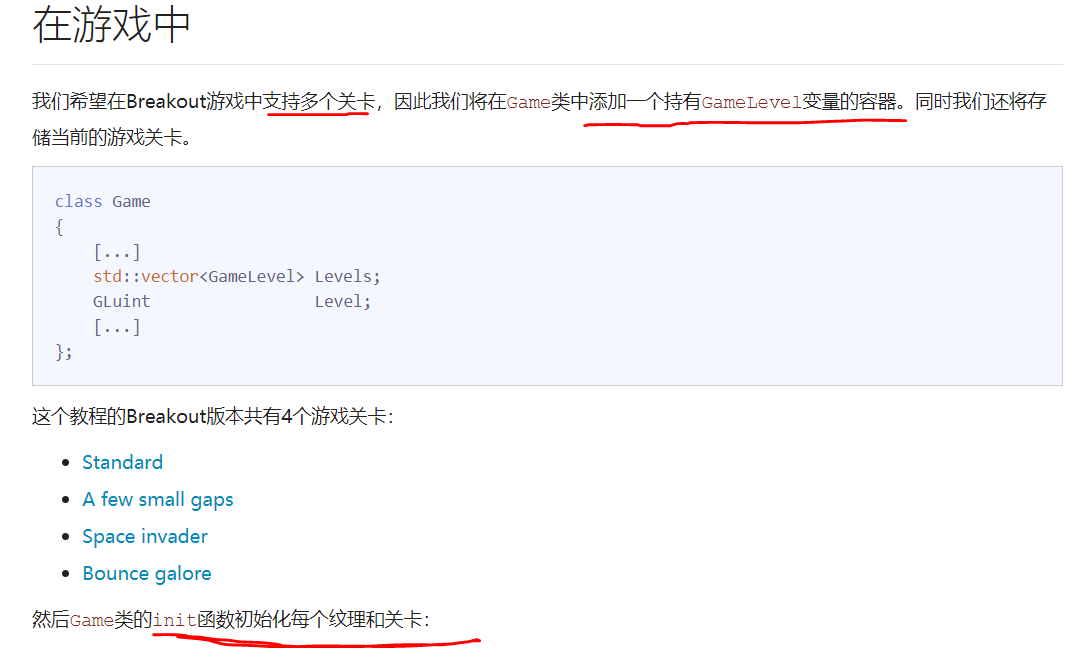 在游戏中
我们希望在Breakout游戏中支持多个关卡，因此我们将在Game类中添加一个持有GameLevel变量的容器。同时我们还将存
储当前的游戏关卡。
class Game
{
    [...]
    std::vector<GameLevel> Levels;
    GLuint                 Level;
    [...]
};
这个教程的Breakout版本共有4个游戏关卡：
• Standard
• A few small gaps
• Space invader
• Bounce galore
然后Game类的init函数初始化每个纹理和关卡：